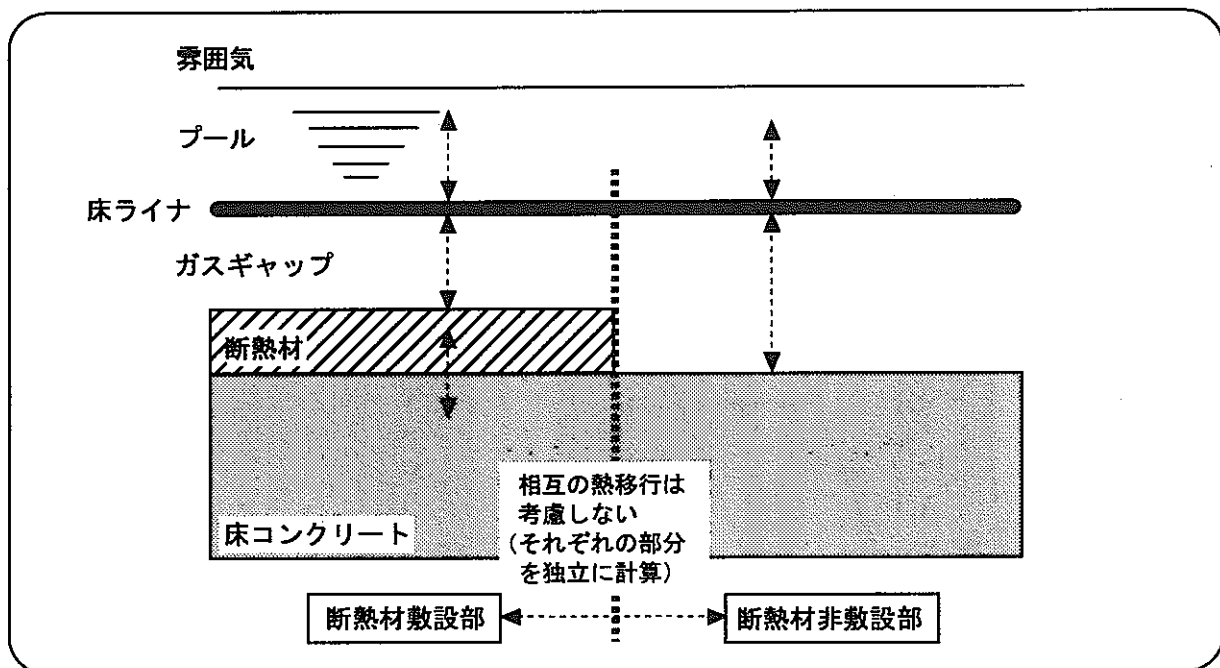 雰囲気
プール
床ライナ
ガスギャップ
断熱材
相互の熱移行は
考慮しない
(それぞれの部分
を独立に計算)
床コンクリート
断熱材敷設部
断熱材非敷設部